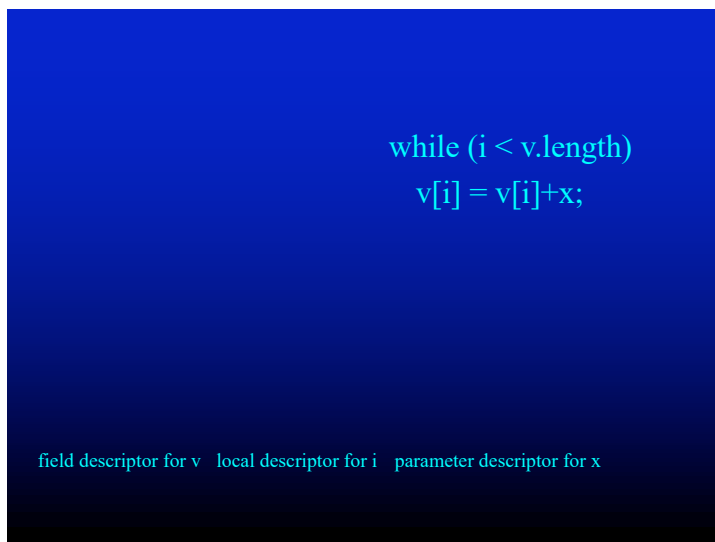 while (i < v.length)
v[i] = v[i]+x;
field descriptor for v local descriptor for i parameter descriptor for x